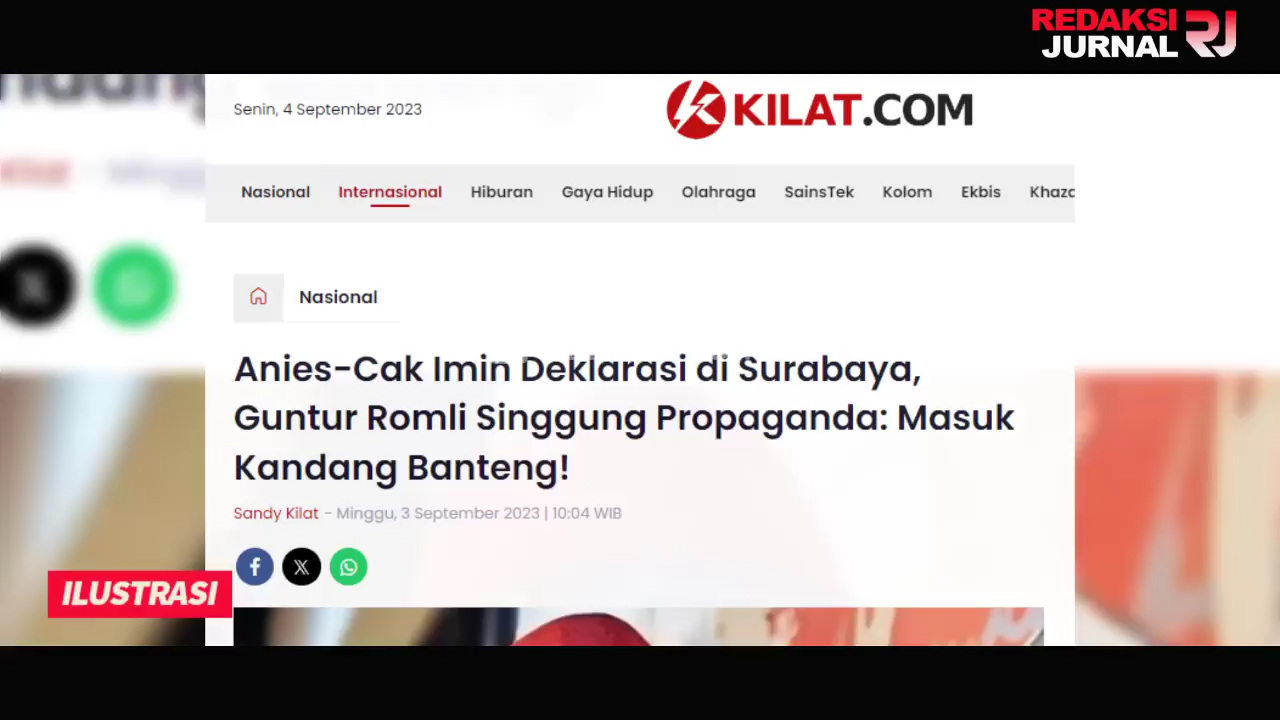 REDAKSI
JURNAL RJ
Senin, 4 September 2023
KILAT.COM
Nasional Internasional Hiburan Gaya Hidup Olahraga SainsTek Kolom Ekbis Khaza
Nasional
Anies-Cak Imin Deklarasi di Surabaya,
Guntur Romli Singgung Propaganda: Masuk
Kandang Banteng!
Sandy Kilat - Minggu, 3 September 2023 | 10:04 WIB
ILUSTRASI